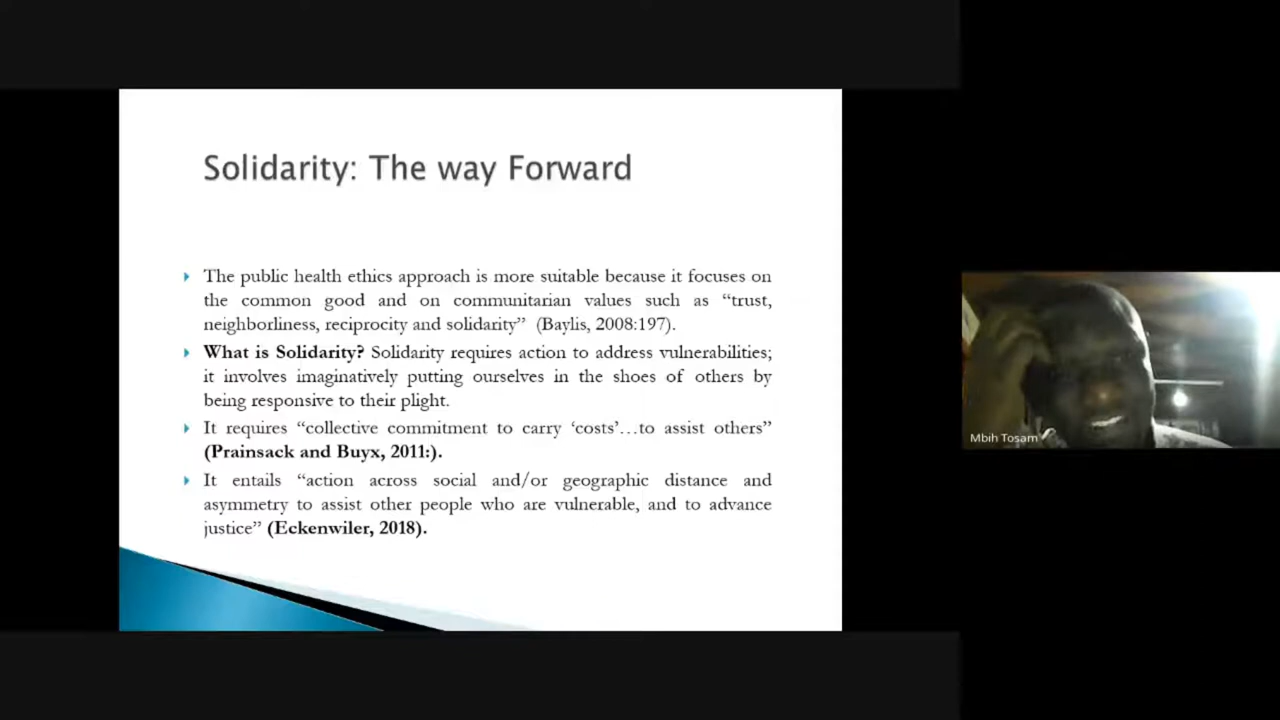 Solidarity: The way Forward
The public health ethics approach is more suitable because it focuses on
the common good and on communitarian values such as “trust,
neighborliness, reciprocity and solidarity” (Baylis, 2008:197).
What is Solidarity? Solidarity requires action to address vulnerabilities;
it involves imaginatively putting ourselves in the shoes of others by
being responsive to their plight.
It requires “collective commitment to carry ‘costs’…to assist others”
(Prainsack and Buyx, 2011:).
It entails “action across social and/or geographic distance and
asymmetry to assist other people who are vulnerable, and to advance
justice” (Eckenwiler, 2018).
Mbih Tosam